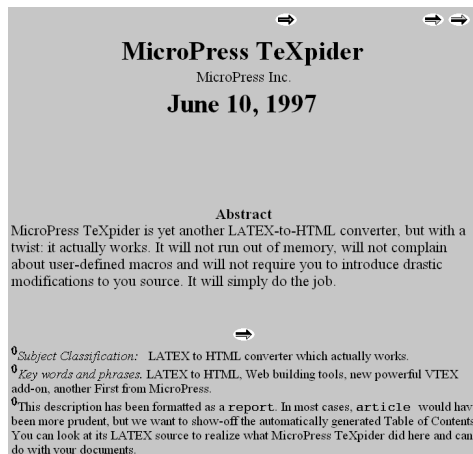 MicroPress TeXpider
MicroPress Inc.
June 10, 1997
Abstract
MicroPress TeXpider is yet another LATEX-to-HTML converter, but with a
twist: it actually works. It will not run out of memory, will not complain
about user-defined macros and will not require you to introduce drastic
modifications to you source. It will simply do the job.
0Subject Classification: LATEX to HTML converter which actually works.
0Key words and phrases. LATEX to HTML, Web building tools, new powerful VTEX
add-on, another First from MicroPress.
0This description has been formatted as a report. In most cases, article would hav
been more prudent, but we want to show-off the automatically generated Table of Contents
You can look at its LATEX source to realize what MicroPress TeXpider did here and can
do with your documents.